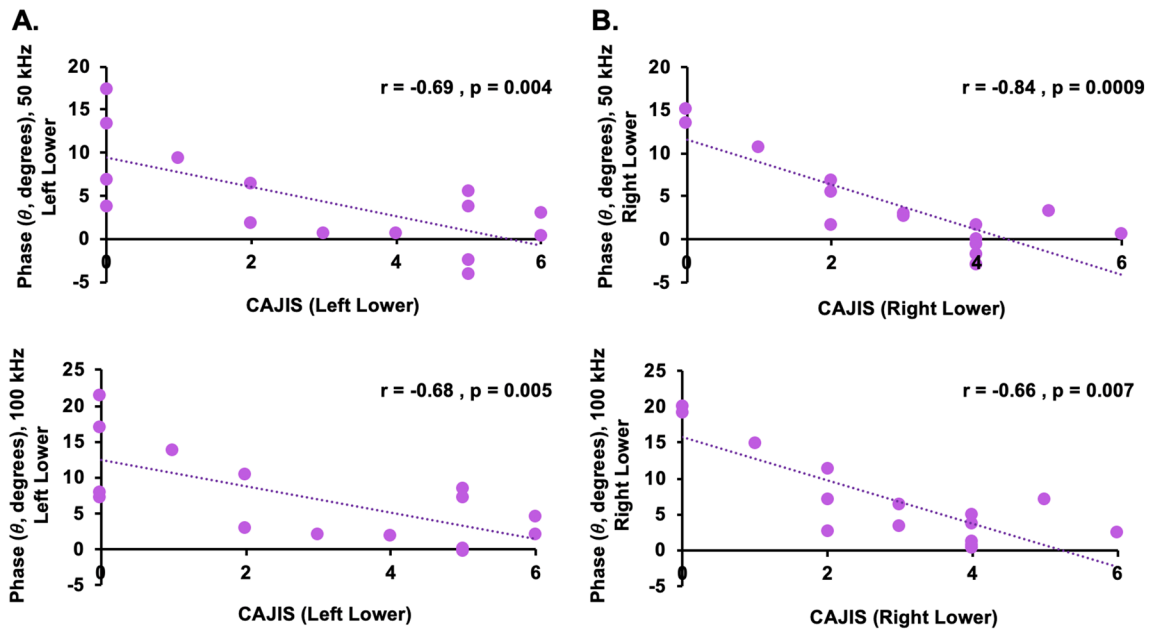 A.
Phase (θ, degrees), 50 kHz
Left Lower
20
15
10
5
0
-5
r = -0.69 , p = 0.004
0 2 4 6
CAJIS (Left Lower)
B.
Phase (θ, degrees), 50 kHz
Right Lower
20
15
10
5
0
-5
r = -0.84 , p = 0.0009
0 2 4 6
CAJIS (Right Lower)
Phase (θ, degrees), 100 kHz
Left Lower
25
20
15
10
5
0
-5
r = -0.68 , p = 0.005
0 2 4 6
CAJIS (Left Lower)
Phase (θ, degrees), 100 kHz
Right Lower
25
20
15
10
5
0
-5
r = -0.66 , p = 0.007
0 2 4 6
CAJIS (Right Lower)